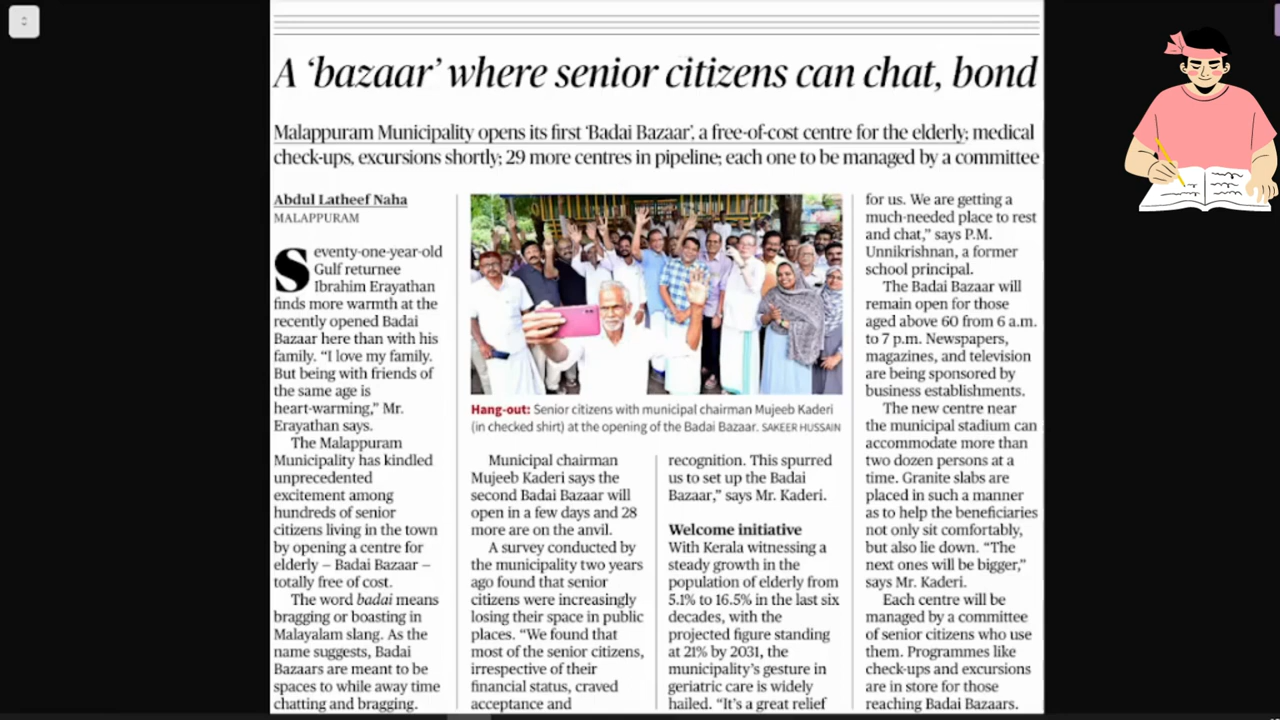 A ‘bazaar’ where senior citizens can chat, bond
Malappuram Municipality opens its first ‘Badai Bazaar’, a free-of-cost centre for the elderly; medical
check-ups, excursions shortly; 29 more centres in pipeline; each one to be managed by a committee
Abdul Latheef Naha
MALAPPURAM
Seventy-one-year-old
Gulf returnee
Ibrahim Erayathan
finds more warmth at the
recently opened Badai
Bazaar here than with his
family. “I love my family.
But being with friends of
the same age is
heart-warming,” Mr.
Erayathan says.
The Malappuram
Municipality has kindled
unprecedented
excitement among
hundreds of senior
citizens living in the town
by opening a centre for
elderly — Badai Bazaar —
totally free of cost.
The word badai means
bragging or boasting in
Malayalam slang. As the
name suggests, Badai
Bazaars are meant to be
spaces to while away time
chatting and bragging.
Hang-out: Senior citizens with municipal chairman Mujeeb Kaderi
(in checked shirt) at the opening of the Badai Bazaar. SAKEER HUSSAIN
Municipal chairman
Mujeeb Kaderi says the
second Badai Bazaar will
open in a few days and 28
more are on the anvil.
A survey conducted by
the municipality two years
ago found that senior
citizens were increasingly
losing their space in public
places. “We found that
most of the senior citizens,
irrespective of their
financial status, craved
acceptance and
recognition. This spurred
us to set up the Badai
Bazaar,” says Mr. Kaderi.
Welcome initiative
With Kerala witnessing a
steady growth in the
population of elderly from
5.1% to 16.5% in the last six
decades, with the
projected figure standing
at 21% by 2031, the
municipality’s gesture in
geriatric care is widely
hailed. “It’s a great relief
for us. We are getting a
much-needed place to rest
and chat,” says P.M.
Unnikrishnan, a former
school principal.
The Badai Bazaar will
remain open for those
aged above 60 from 6 a.m.
to 7 p.m. Newspapers,
magazines, and television
are being sponsored by
business establishments.
The new centre near
the municipal stadium can
accommodate more than
two dozen persons at a
time. Granite slabs are
placed in such a manner
as to help the beneficiaries
not only sit comfortably,
but also lie down. “The
next ones will be bigger,”
says Mr. Kaderi.
Each centre will be
managed by a committee
of senior citizens who use
them. Programmes like
check-ups and excursions
are in store for those
reaching Badai Bazaars.